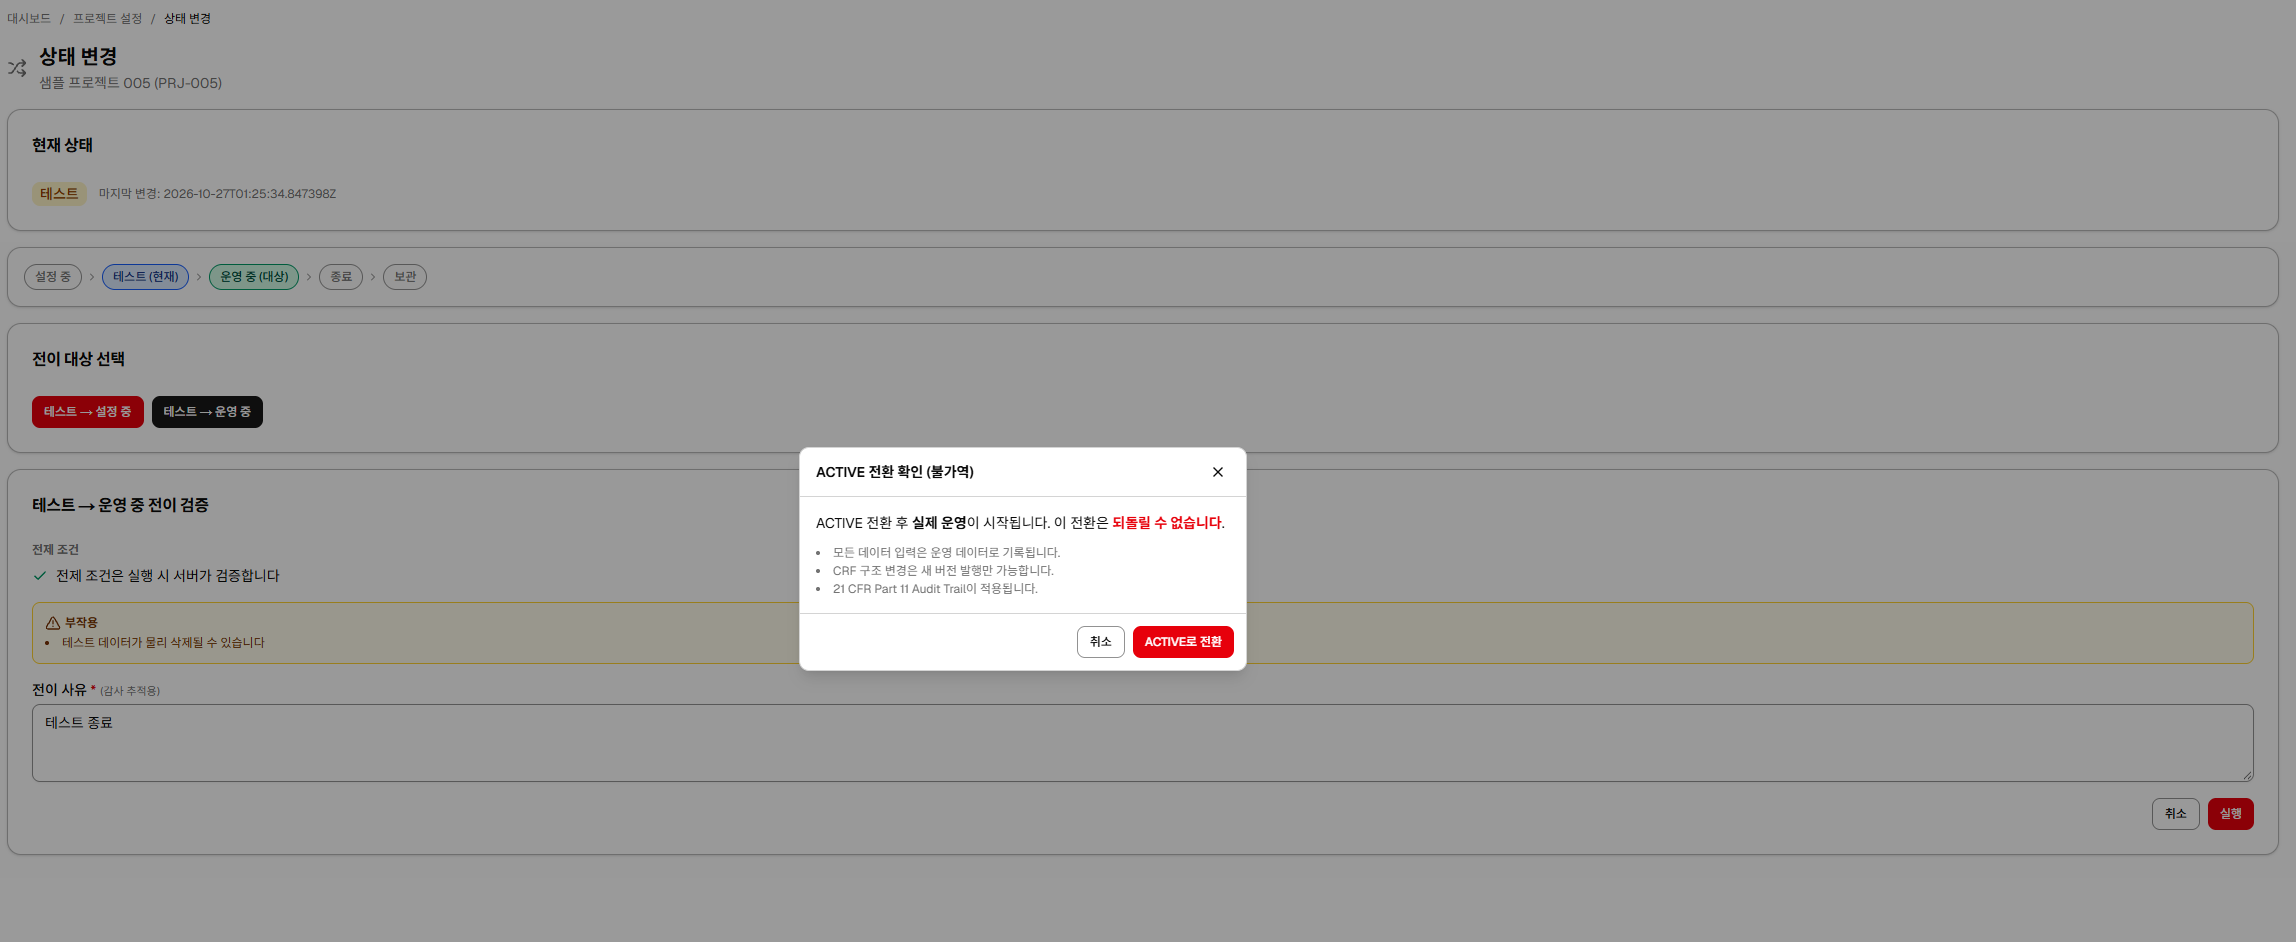 대시보드 / 프로젝트 설정 / 상태 변경
상태 변경
샘플 프로젝트 005 (PRJ-005)
현재 상태
테스트 마지막 변경: 2026-10-27T01:25:34.847398Z
설정 중 › 테스트 (현재) › 운영 중 (대상) › 종료 › 보관
전이 대상 선택
테스트 → 설정 중 테스트 → 운영 중
테스트 → 운영 중 전이 검증
전제 조건
전제 조건은 실행 시 서버가 검증합니다
부작용
• 테스트 데이터가 물리 삭제될 수 있습니다
전이 사유 * (감사 추적용)
테스트 종료
취소 실행
ACTIVE 전환 확인 (불가역)
ACTIVE 전환 후 실제 운영이 시작됩니다. 이 전환은 되돌릴 수 없습니다.
• 모든 데이터 입력은 운영 데이터로 기록됩니다.
• CRF 구조 변경은 새 버전 발행만 가능합니다.
• 21 CFR Part 11 Audit Trail이 적용됩니다.
취소 ACTIVE로 전환